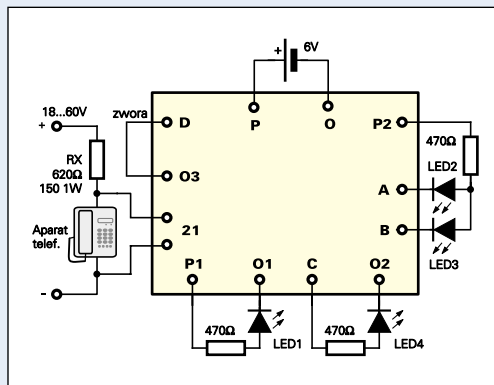 + 6V
zwora
18...60V
+
D
P
O
P2
RX
620Ω
150 1W
470Ω
LED2
O3
A
Aparat
telef.
21
B
LED3
-
P1
O1
C
O2
470Ω
LED1
470Ω
LED4